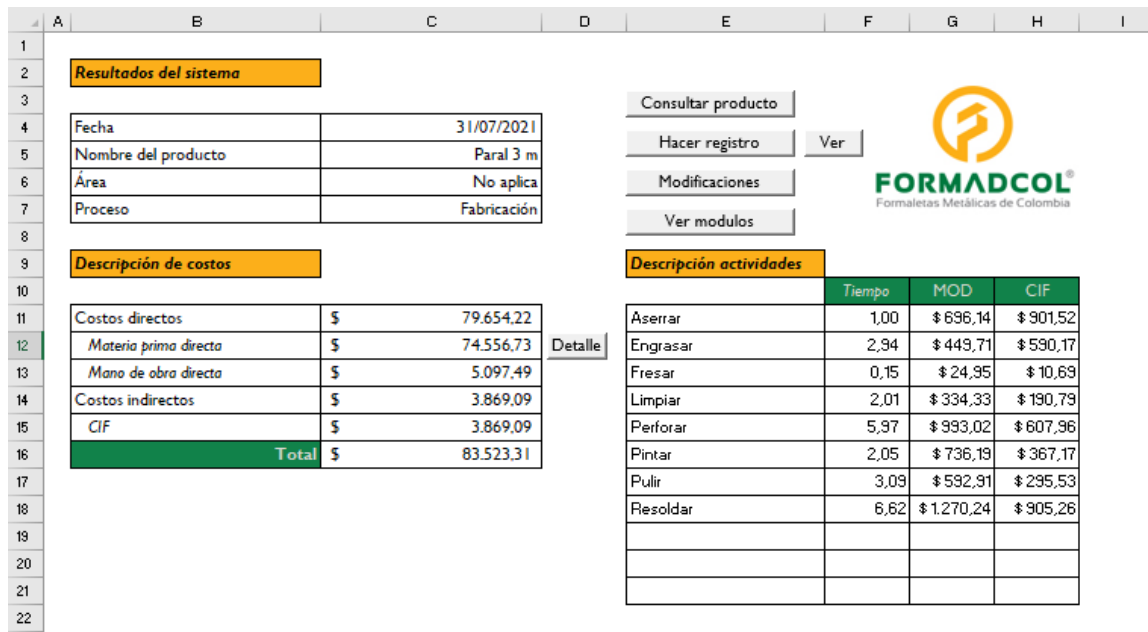 A B C D E F G H I
1
2 Resultados del sistema
3 Consultar producto
4 Fecha 31/07/2021
5 Nombre del producto Paral 3 m Hacer registro Ver
6 Área No aplica Modificaciones FORMADCOL®
7 Proceso Fabricación Formaletas Metálicas de Colombia
8 Ver modulos
9 Descripción de costos Descripción actividades
10 Tiempo MOD CIF
11 Costos directos $ 79.654,22 Aserrar 1,00 $ 696,14 $ 901,52
12 Materia prima directa $ 74.556,73 Detalle Engrasar 2,94 $ 449,71 $ 590,17
13 Mano de obra directa $ 5.097,49 Fresar 0,15 $ 24,95 $ 10,69
14 Costos indirectos $ 3.869,09 Limpiar 2,01 $ 334,33 $ 190,79
15 CIF $ 3.869,09 Perforar 5,97 $ 993,02 $ 607,96
16 Total $ 83.523,31 Pintar 2,05 $ 736,19 $ 367,17
17 Pulir 3,09 $ 592,91 $ 295,53
18 Resoldar 6,62 $ 1.270,24 $ 905,26
19
20
21
22